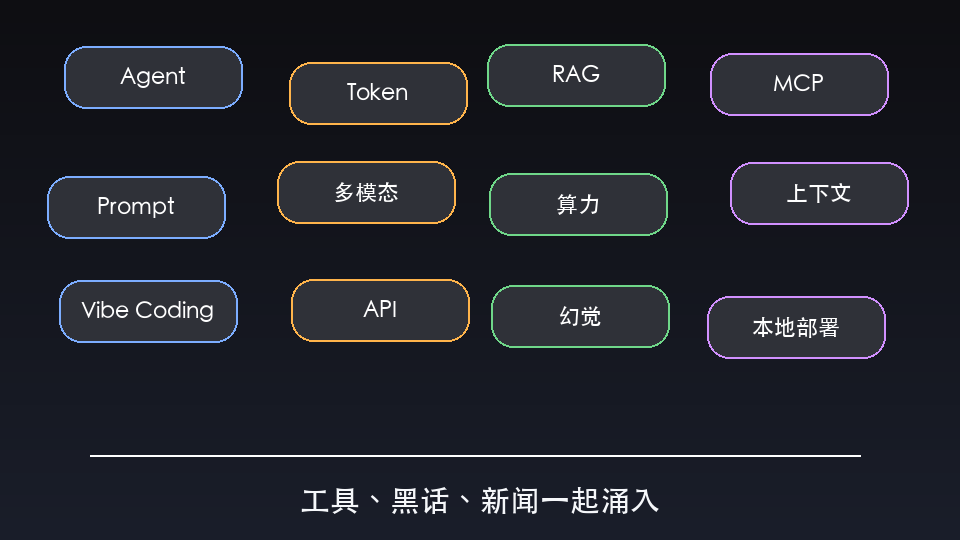 Agent
Token
RAG
MCP
Prompt
多模态
算力
上下文
Vibe Coding
API
幻觉
本地部署
工具、黑话、新闻一起涌入